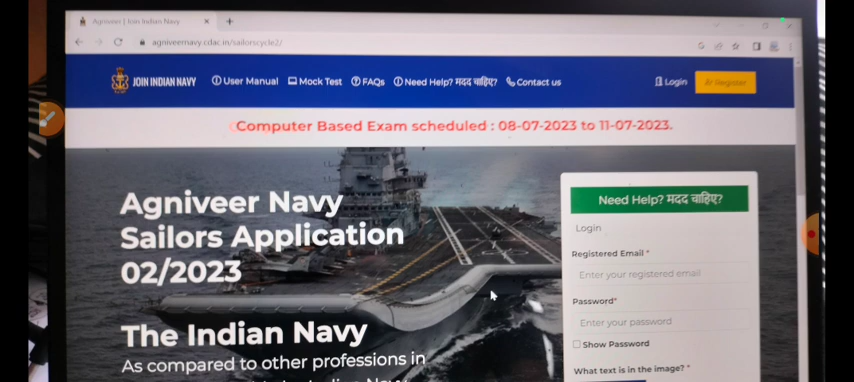 Agniveer | Join Indian Navy
agniveernavy.cdac.in/sailorscycle2/
JOIN INDIAN NAVY User Manual Mock Test FAQs Need Help? मदद चाहिए? Contact us Login Register
Computer Based Exam scheduled : 08-07-2023 to 11-07-2023.
Agniveer Navy
Sailors Application
02/2023
The Indian Navy
As compared to other professions in
Need Help? मदद चाहिए?
Login
Registered Email *
Enter your registered email
Password*
Enter your password
Show Password
What text is in the image? *